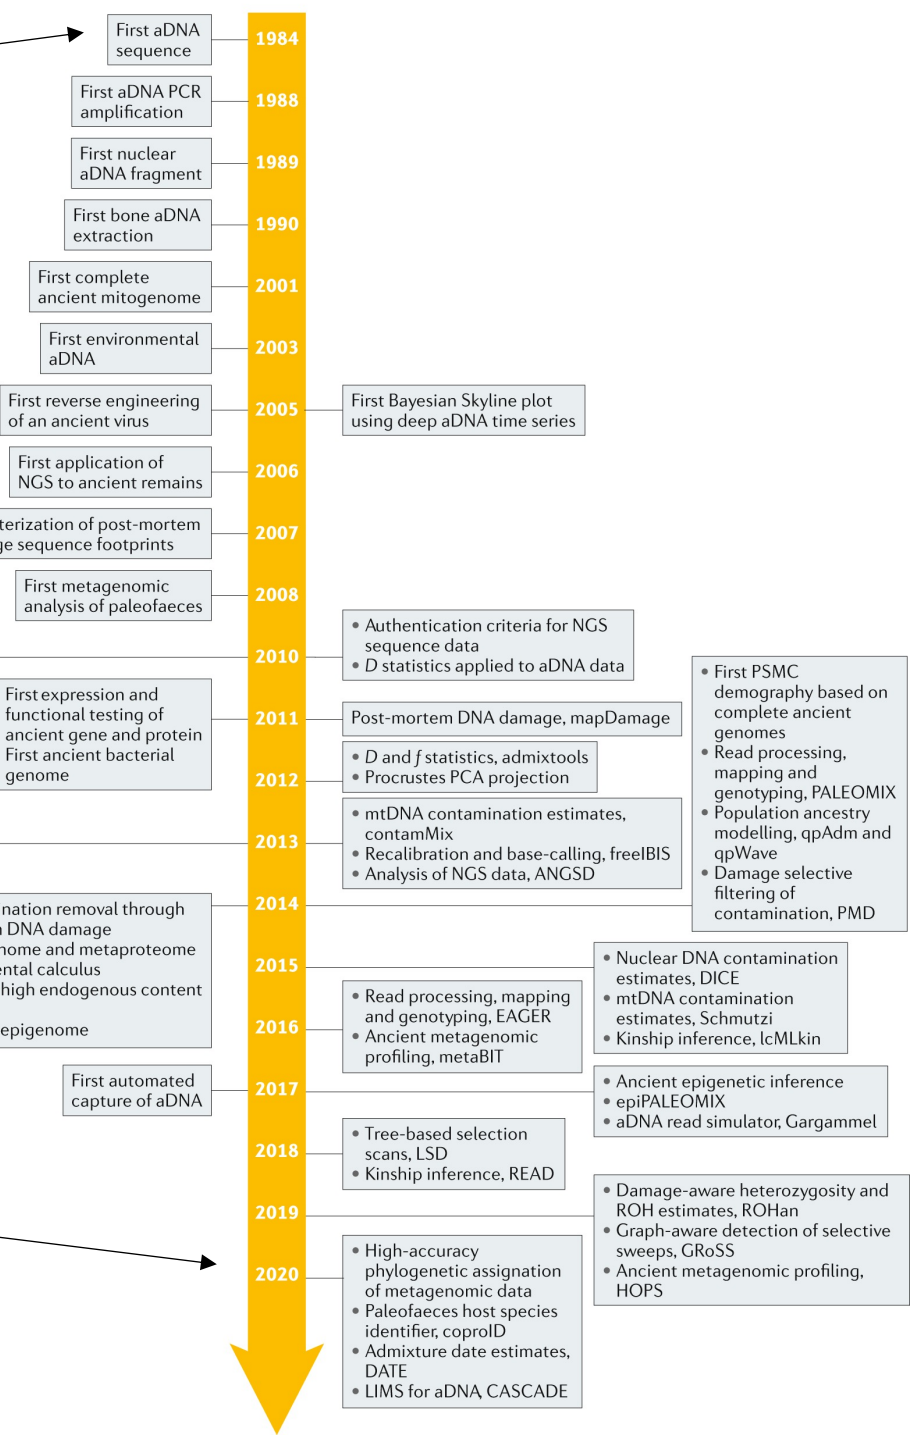 First aDNA
sequence
1984
First aDNA PCR
amplification
1988
First nuclear
aDNA fragment
1989
First bone aDNA
extraction
1990
First complete
ancient mitogenome
2001
First environmental
aDNA
2003
First reverse engineering
of an ancient virus
2005
First Bayesian Skyline plot
using deep aDNA time series
First application of
NGS to ancient remains
2006
terization of post-mortem
ge sequence footprints
2007
First metagenomic
analysis of paleofaeces
2008
2010
• Authentication criteria for NGS
sequence data
• D statistics applied to aDNA data
First expression and
functional testing of
ancient gene and protein
First ancient bacterial
genome
2011
Post-mortem DNA damage, mapDamage
2012
• D and f statistics, admixtools
• Procrustes PCA projection
2013
• mtDNA contamination estimates,
contamMix
• Recalibration and base-calling, freeIBIS
• Analysis of NGS data, ANGSD
• First PSMC
demography based on
complete ancient
genomes
• Read processing,
mapping and
genotyping, PALEOMIX
• Population ancestry
modelling, qpAdm and
qpWave
• Damage selective
filtering of
contamination, PMD
2014
nation removal through
DNA damage
nome and metaproteome
ental calculus
high endogenous content
epigenome
2015
• Nuclear DNA contamination
estimates, DICE
• mtDNA contamination
estimates, Schmutzi
• Kinship inference, lcMLkin
2016
• Read processing, mapping
and genotyping, EAGER
• Ancient metagenomic
profiling, metaBIT
First automated
capture of aDNA
2017
• Ancient epigenetic inference
• epiPALEOMIX
• aDNA read simulator, Gargammel
2018
• Tree-based selection
scans, LSD
• Kinship inference, READ
2019
• Damage-aware heterozygosity and
ROH estimates, ROHan
• Graph-aware detection of selective
sweeps, GRoSS
• Ancient metagenomic profiling,
HOPS
2020
• High-accuracy
phylogenetic assignation
of metagenomic data
• Paleofaeces host species
identifier, coproID
• Admixture date estimates,
DATE
• LIMS for aDNA, CASCADE